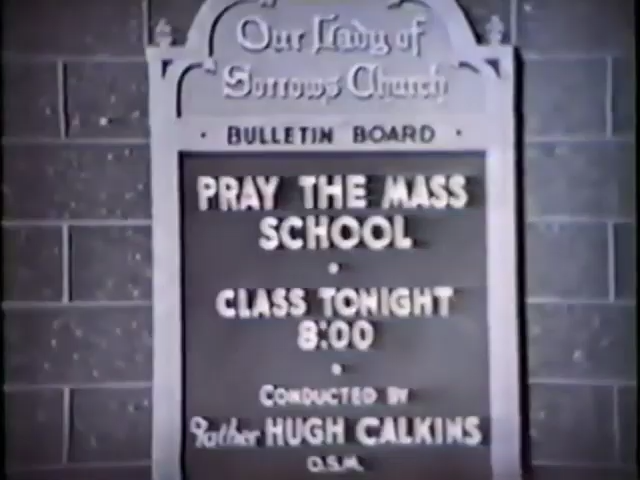 Our Lady of
Sorrows Church
· BULLETIN BOARD ·
PRAY THE MASS
SCHOOL
·
CLASS TONIGHT
8:00
·
CONDUCTED BY
Father HUGH CALKINS
O.S.M.